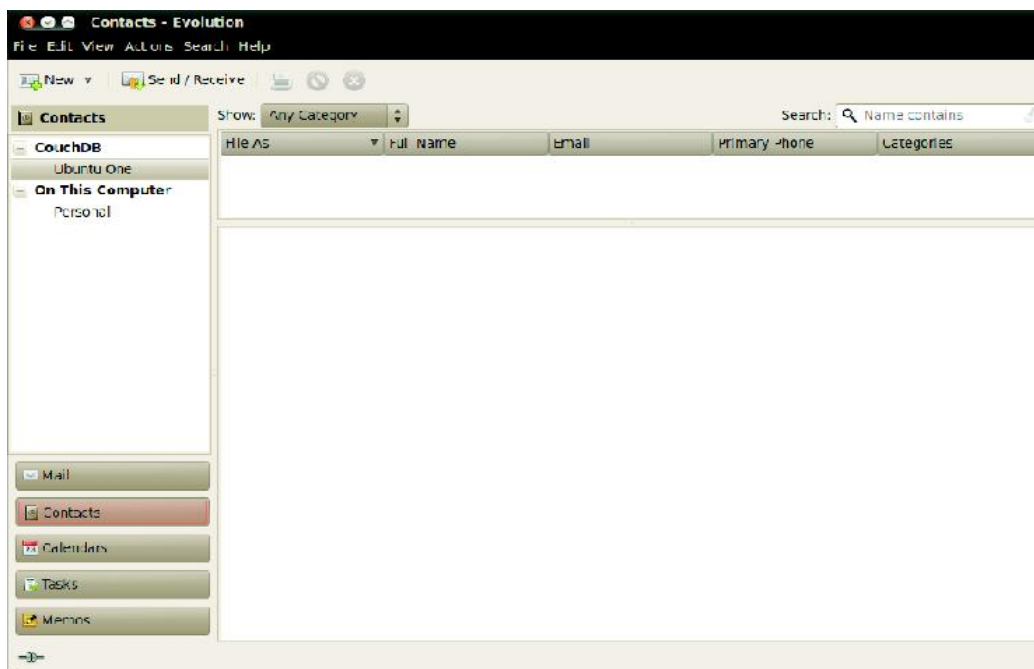 Contacts - Evolution
File Edit View Actions Search Help
New Send / Receive
Contacts
Show: Any Category Search: Name contains
CouchDB
Ubuntu One
On This Computer
Personal
File As Full Name Email Primary Phone Categories
Mail
Contacts
Calendars
Tasks
Memos